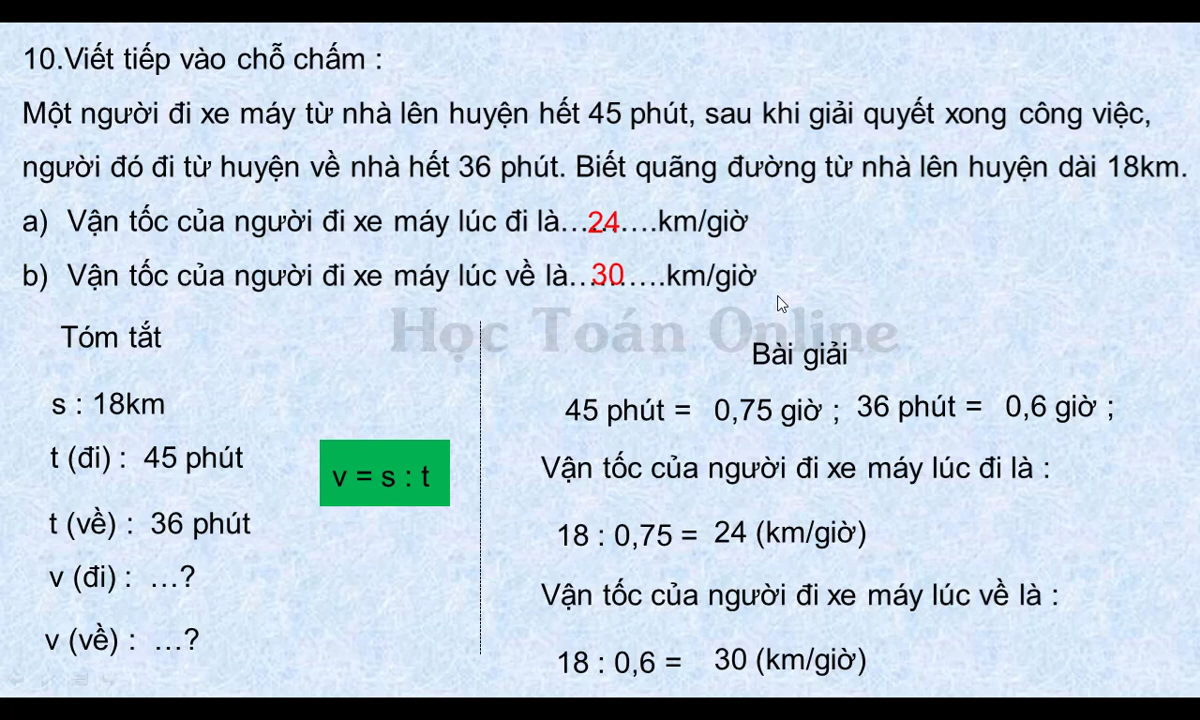 10.Viết tiếp vào chỗ chấm :
Một người đi xe máy từ nhà lên huyện hết 45 phút, sau khi giải quyết xong công việc,
người đó đi từ huyện về nhà hết 36 phút. Biết quãng đường từ nhà lên huyện dài 18km.
a) Vận tốc của người đi xe máy lúc đi là…24….km/giờ
b) Vận tốc của người đi xe máy lúc về là…30….km/giờ
Học Toán Online
Tóm tắt
s : 18km
t (đi) : 45 phút
t (về) : 36 phút
v (đi) : …?
v (về) : …?
v = s : t
Bài giải
45 phút = 0,75 giờ ; 36 phút = 0,6 giờ ;
Vận tốc của người đi xe máy lúc đi là :
18 : 0,75 = 24 (km/giờ)
Vận tốc của người đi xe máy lúc về là :
18 : 0,6 = 30 (km/giờ)